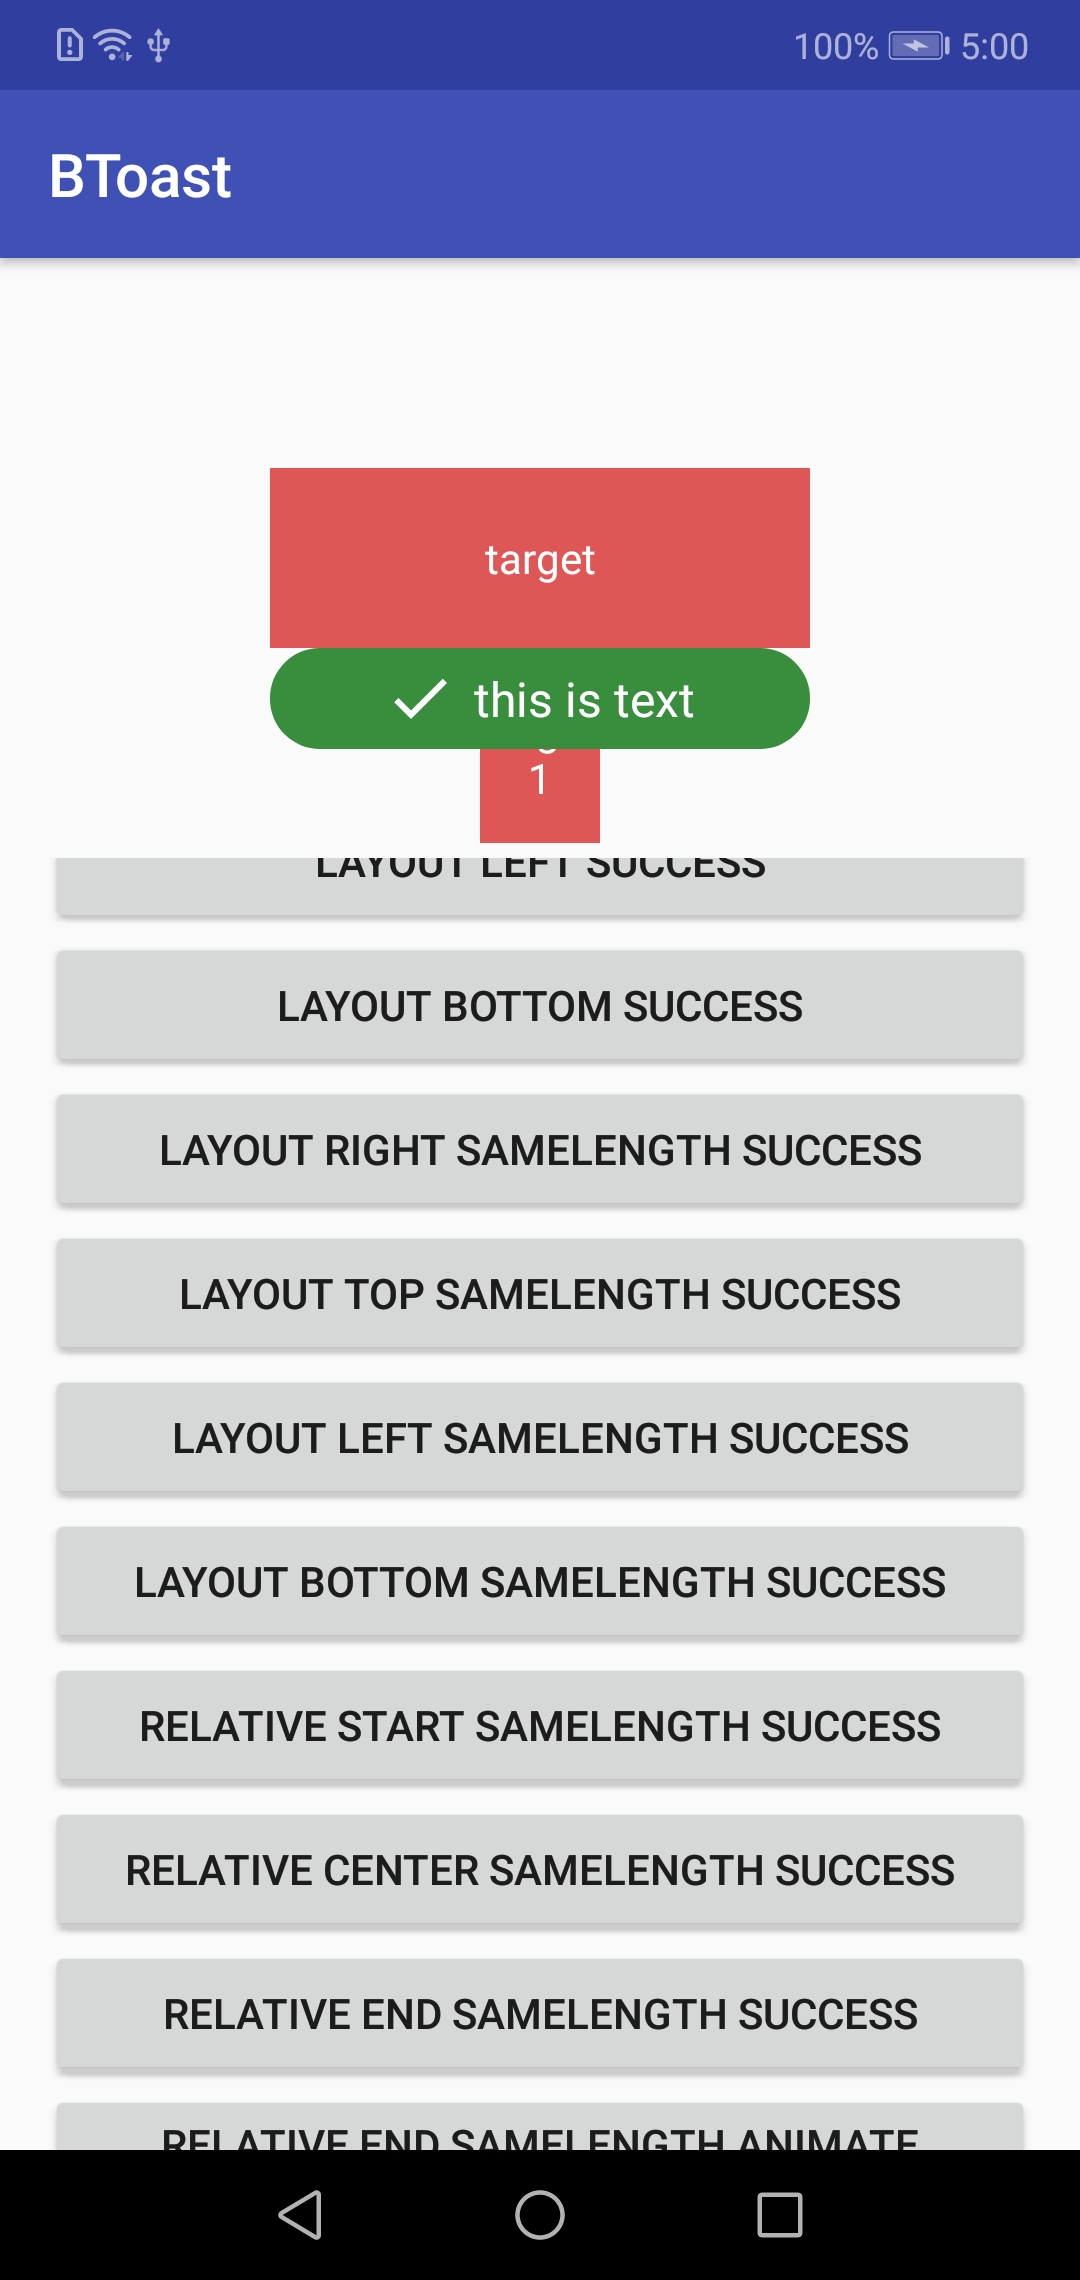 100% 5:00
BToast
target
this is text
1
LAYOUT LEFT SUCCESS
LAYOUT BOTTOM SUCCESS
LAYOUT RIGHT SAMELENGTH SUCCESS
LAYOUT TOP SAMELENGTH SUCCESS
LAYOUT LEFT SAMELENGTH SUCCESS
LAYOUT BOTTOM SAMELENGTH SUCCESS
RELATIVE START SAMELENGTH SUCCESS
RELATIVE CENTER SAMELENGTH SUCCESS
RELATIVE END SAMELENGTH SUCCESS
RELATIVE END SAMELENGTH ANIMATE